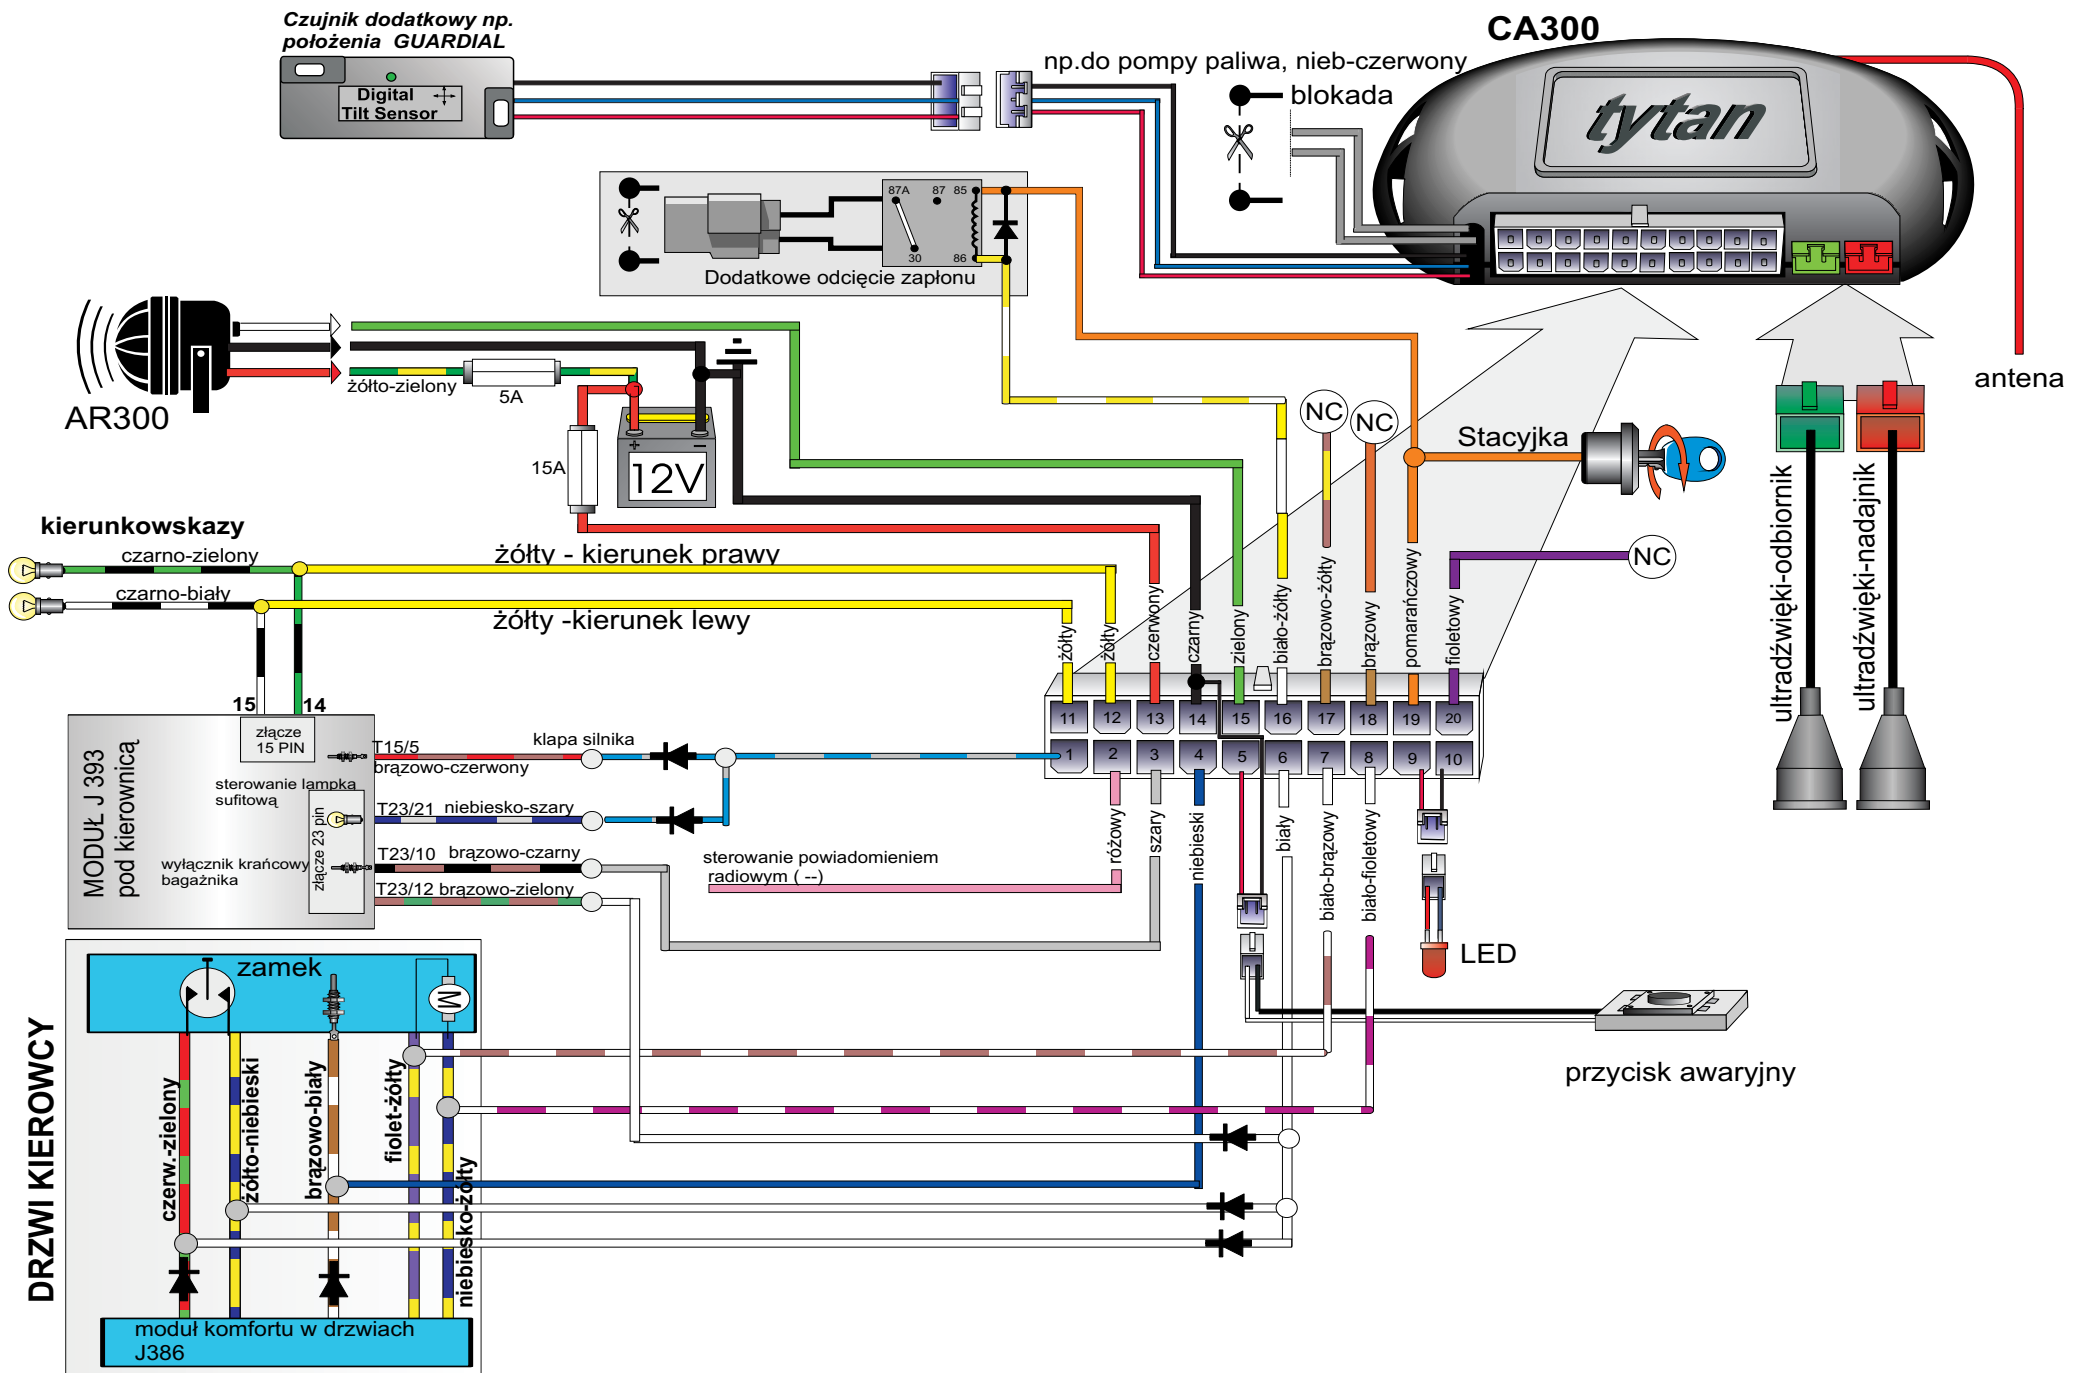 Czujnik dodatkowy np.
położenia GUARDIAL
Digital
Tilt Sensor
CA300
np.do pompy paliwa, nieb-czerwony
blokada
tytan
87A 87 85
30 86
Dodatkowe odcięcie zapłonu
AR300
żółto-zielony
5A
15A
+ –
12V
antena
NC
NC
Stacyjka
NC
ultradźwięki-odbiornik
ultradźwięki-nadajnik
kierunkowskazy
czarno-zielony
żółty - kierunek prawy
czarno-biały
żółty -kierunek lewy
żółty
żółty
czerwony
czarny
zielony
biało-żółty
brązowo-żółty
brązowy
pomarańczowy
fioletowy
11 12 13 14 15 16 17 18 19 20
1 2 3 4 5 6 7 8 9 10
różowy
szary
niebieski
biały
biało-brązowy
biało-fioletowy
15 14
złącze
15 PIN
MODUŁ J 393
pod kierownicą
T15/5
brązowo-czerwony
klapa silnika
sterowanie lampką
sufitową
złącze 23 pin
T23/21 niebiesko-szary
wyłącznik krańcowy
bagażnika
T23/10 brązowo-czarny
T23/12 brązowo-zielony
sterowanie powiadomieniem
radiowym ( --)
LED
przycisk awaryjny
DRZWI KIEROWCY
zamek
M
czerw.-zielony
żółto-niebieski
brązowo-biały
fiolet-żółty
niebiesko-żółty
moduł komfortu w drzwiach
J386